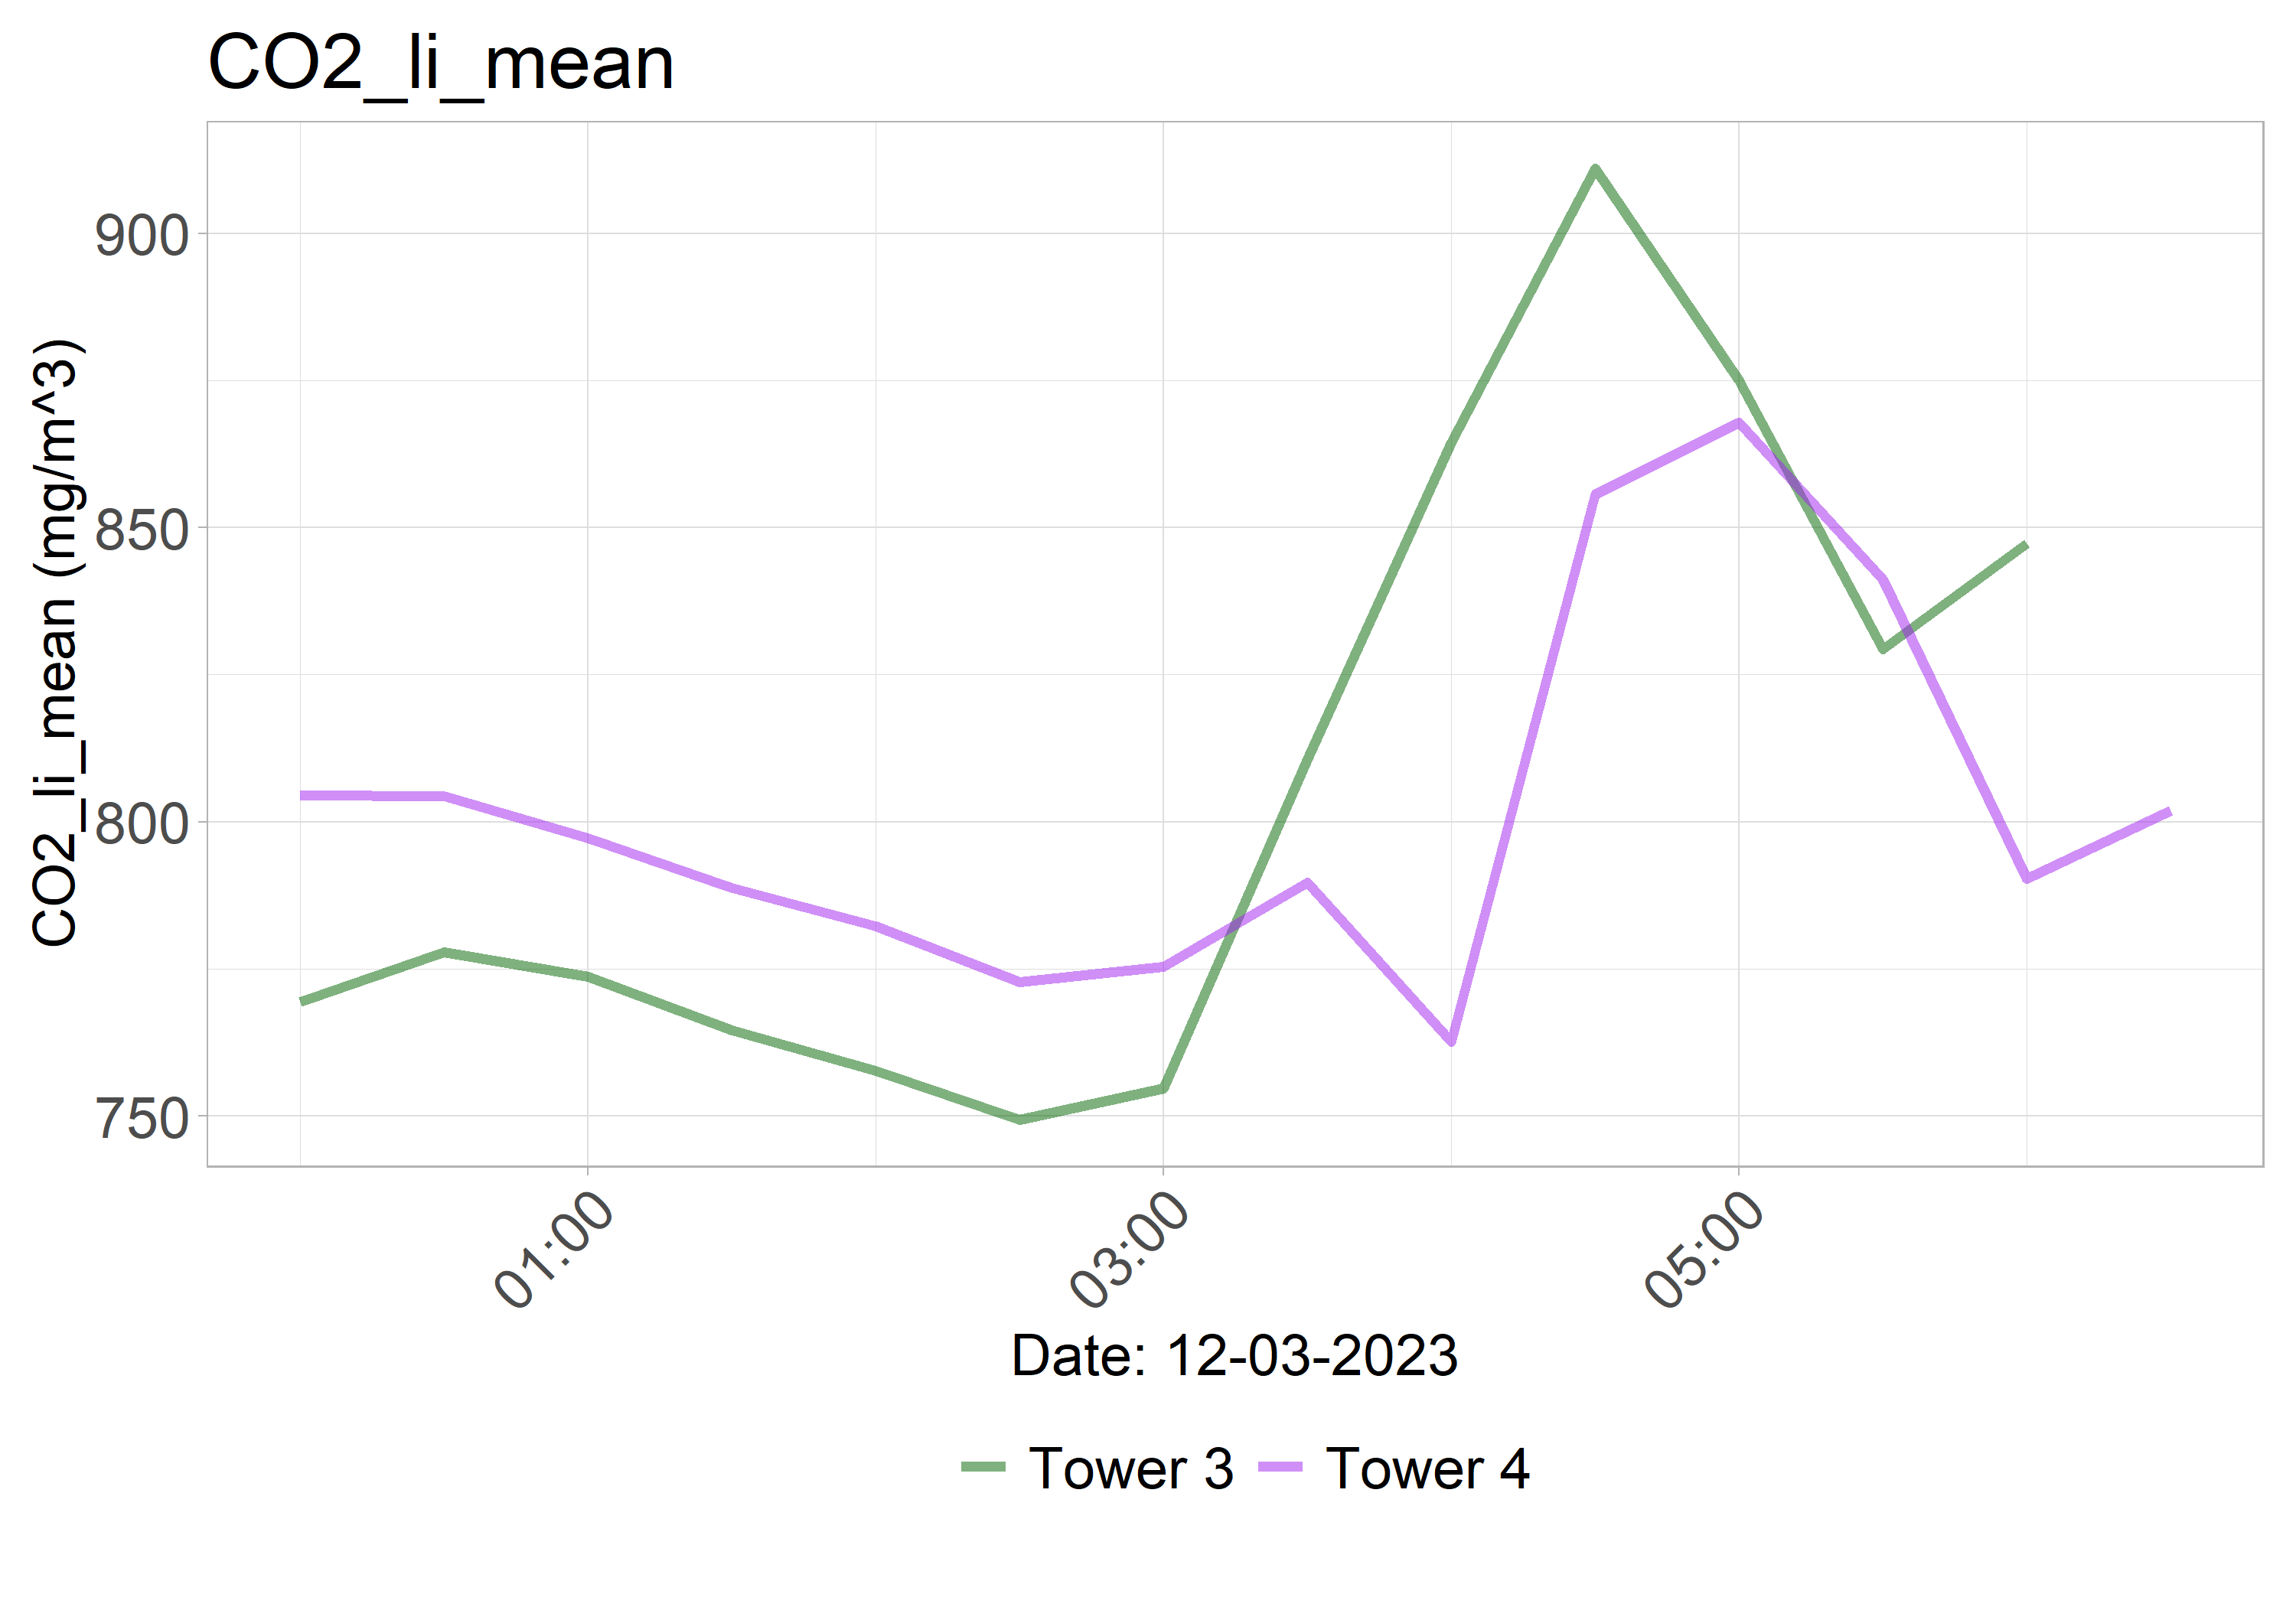 CO2_li_mean
CO2_li_mean (mg/m^3)
900
850
800
750
01:00
03:00
05:00
Date: 12-03-2023
Tower 3
Tower 4